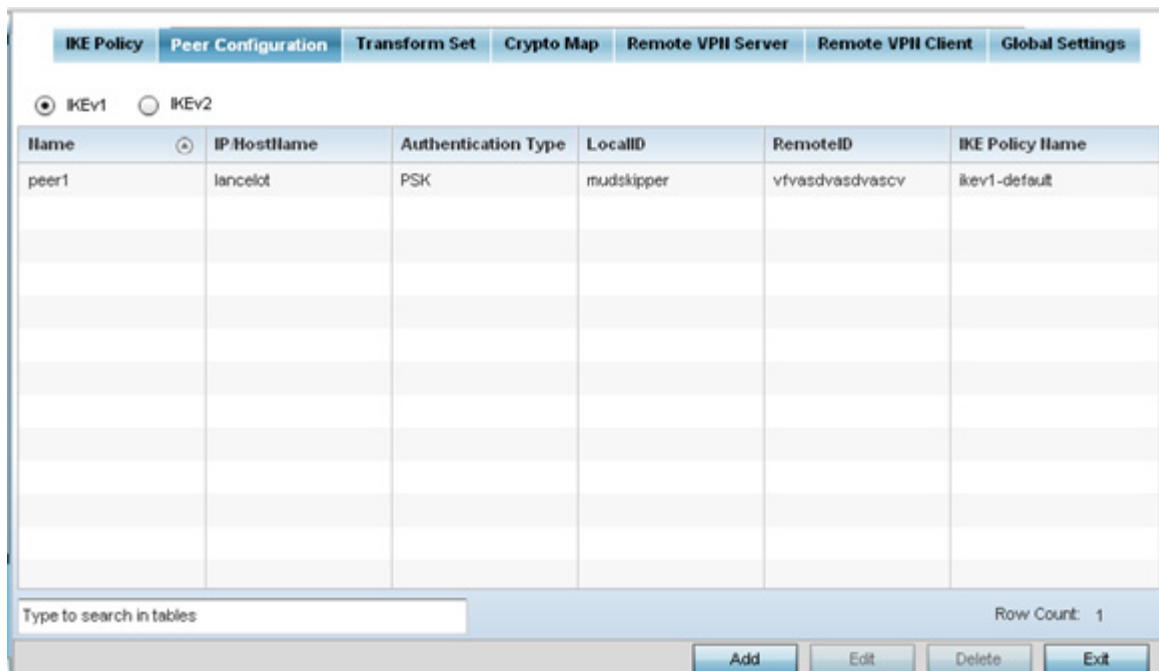 IKE Policy Peer Configuration Transform Set Crypto Map Remote VPN Server Remote VPN Client Global Settings
IKEv1 IKEv2
Name IP/HostName Authentication Type LocalID RemoteID IKE Policy Name
peer1 lancelot PSK mudskipper vfvasdvasdvascv ikev1-default
Type to search in tables Row Count: 1
Add Edit Delete Exit